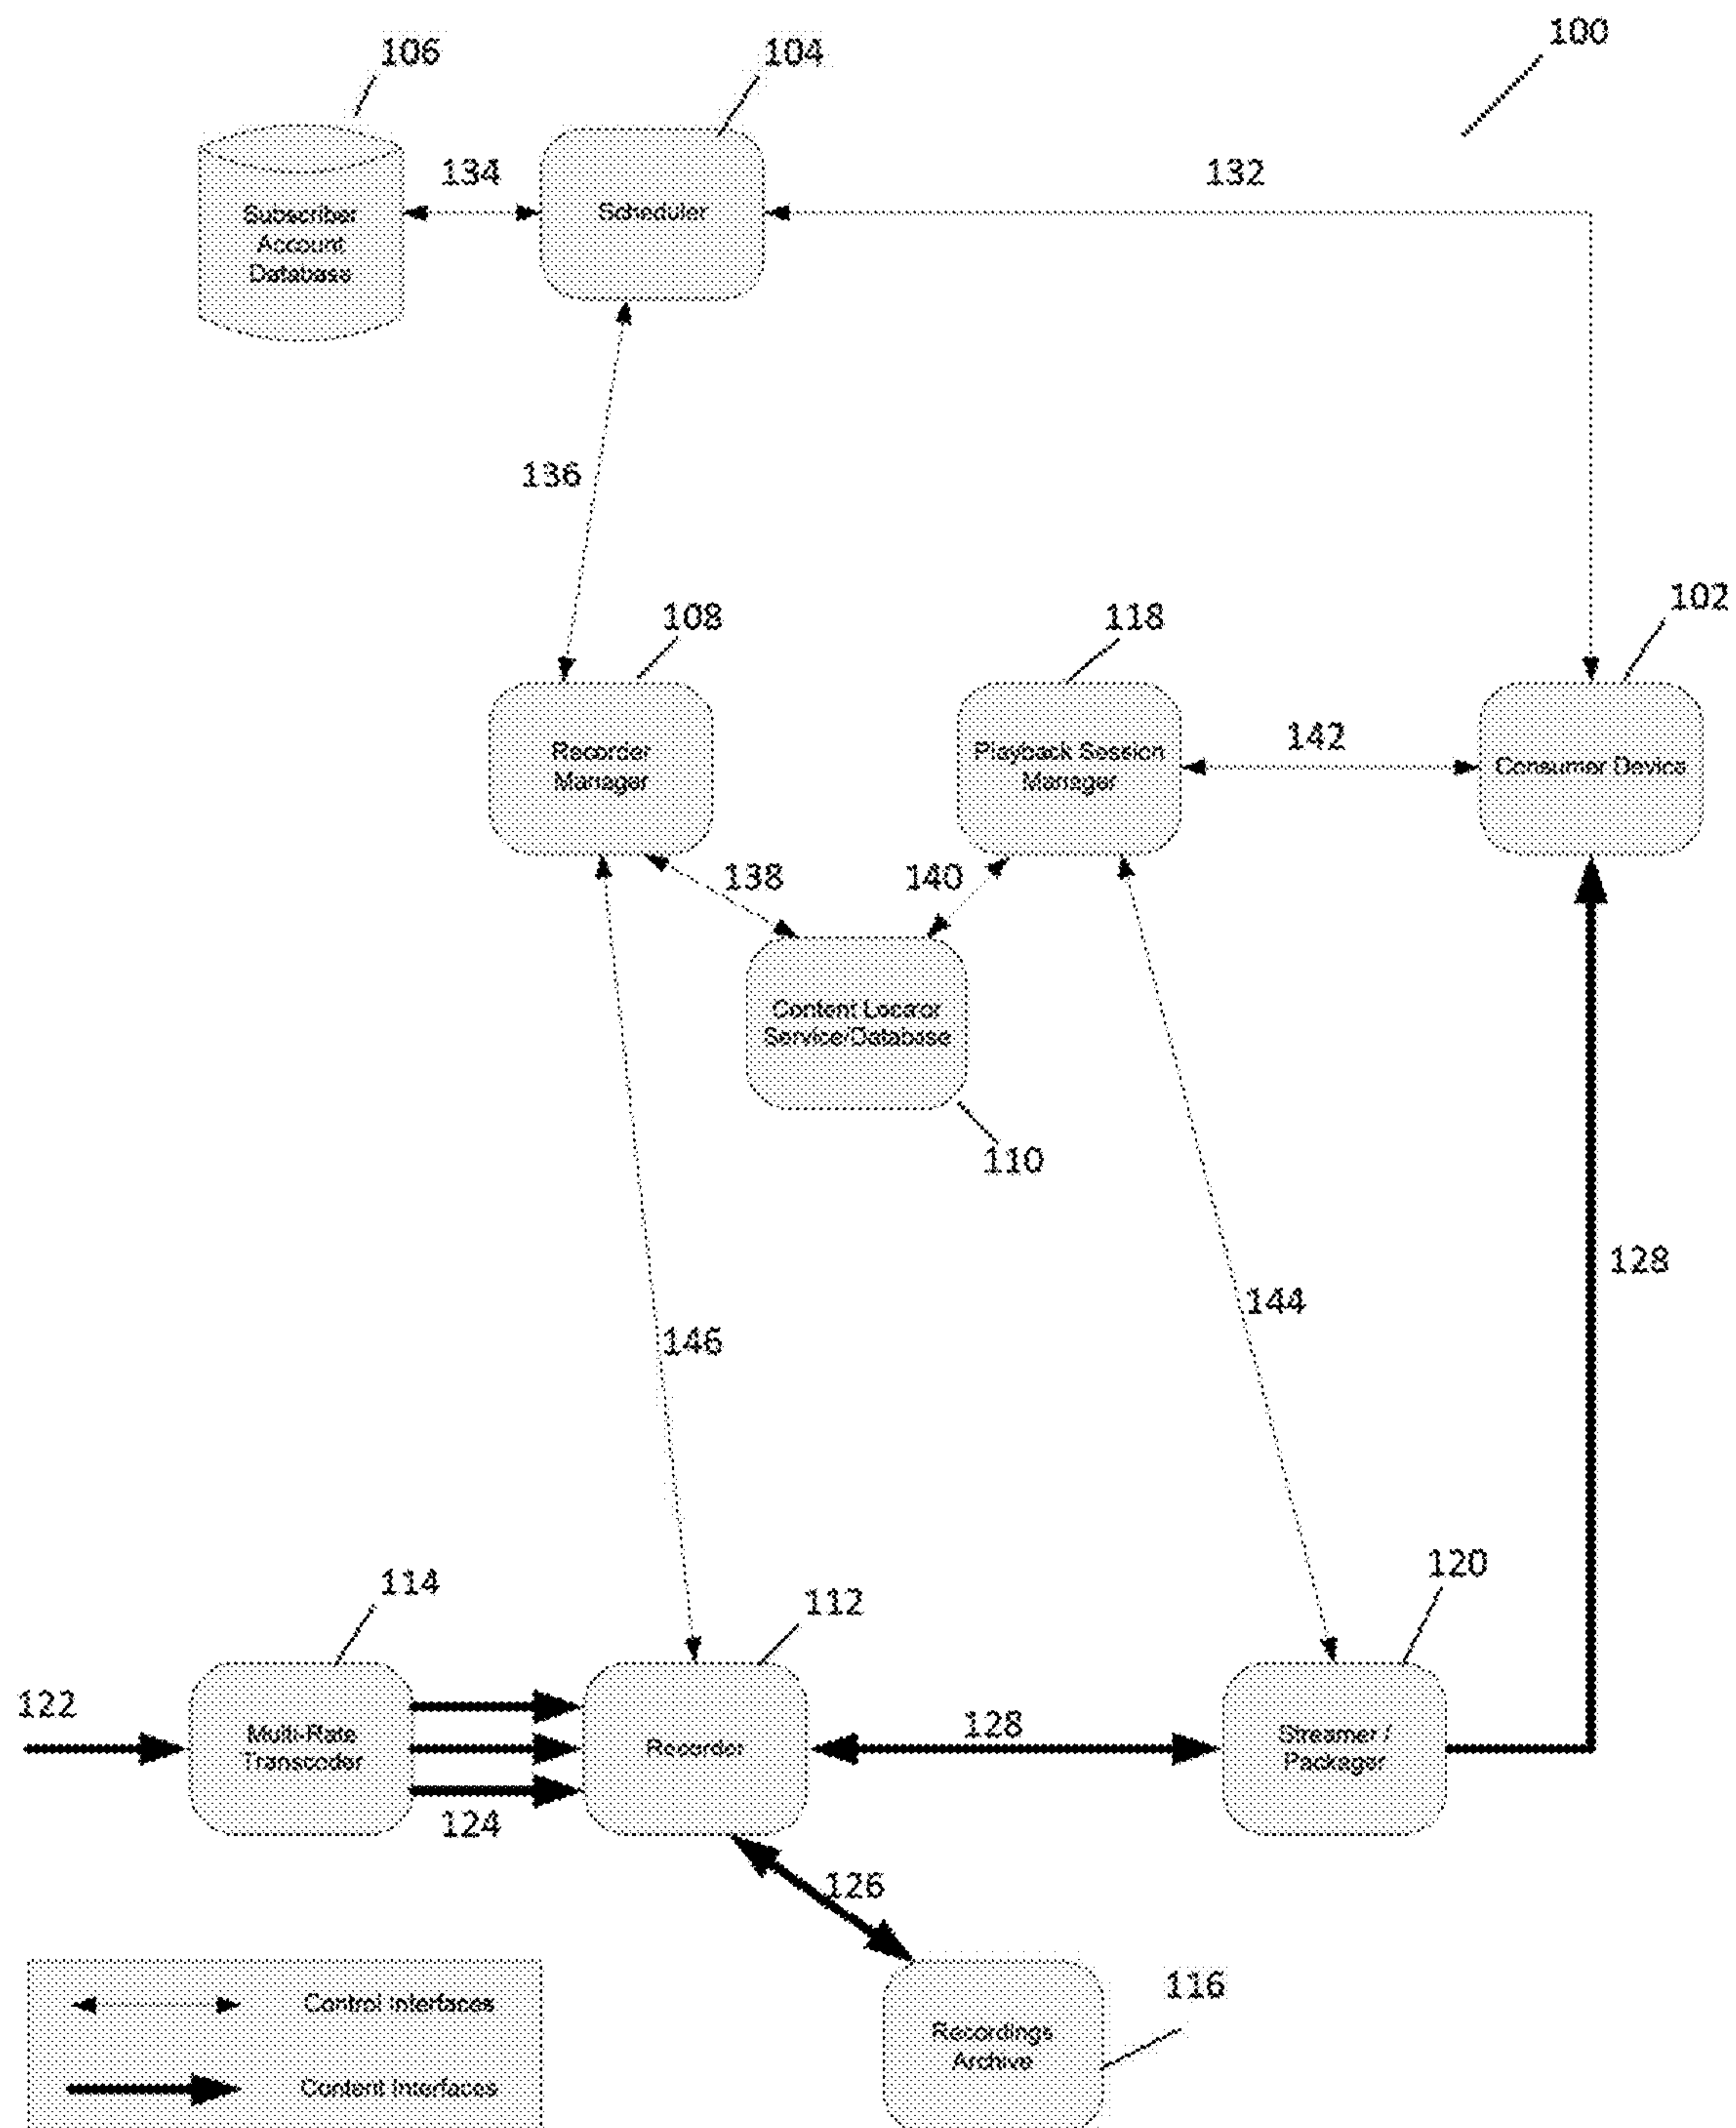 100
106
104
134
132
Subscriber
Account
Database
Scheduler
136
108
118
102
Recorder
Manager
Playback Session
Manager
142
Consumer Device
138
140
Content Locator
Service/Database
110
128
144
146
114
112
120
122
Multi-Rate
Transcoder
124
Recorder
128
Streamer /
Packager
126
116
Recordings
Archive
Control Interfaces
Content Interfaces